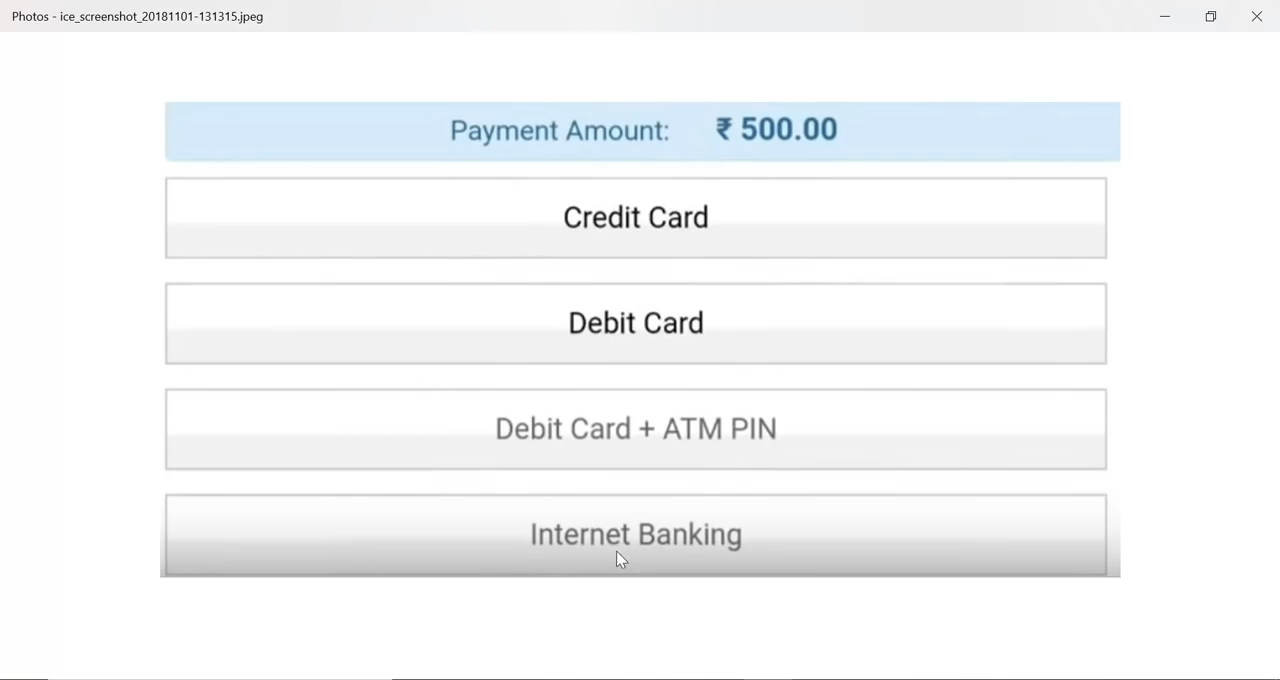 Photos - ice_screenshot_20181101-131315.jpeg
Payment Amount: ₹ 500.00
Credit Card
Debit Card
Debit Card + ATM PIN
Internet Banking